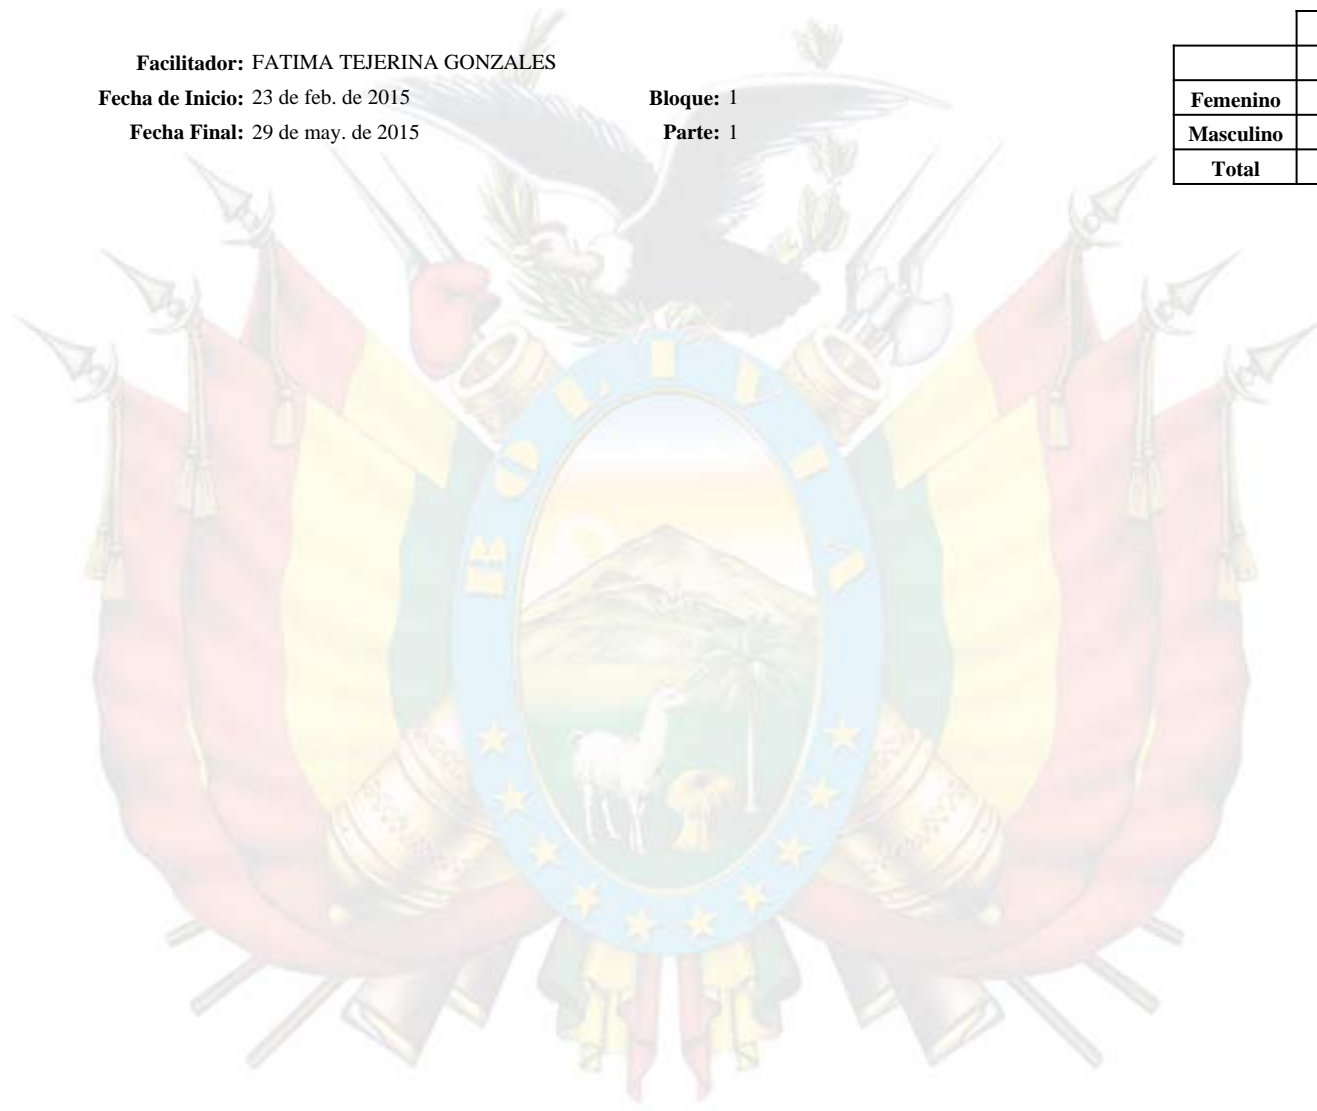 Facilitador: FATIMA TEJERINA GONZALES
Fecha de Inicio: 23 de feb. de 2015 Bloque: 1
Fecha Final: 29 de may. de 2015 Parte: 1
Femenino
Masculino
Total
BOLIVIA